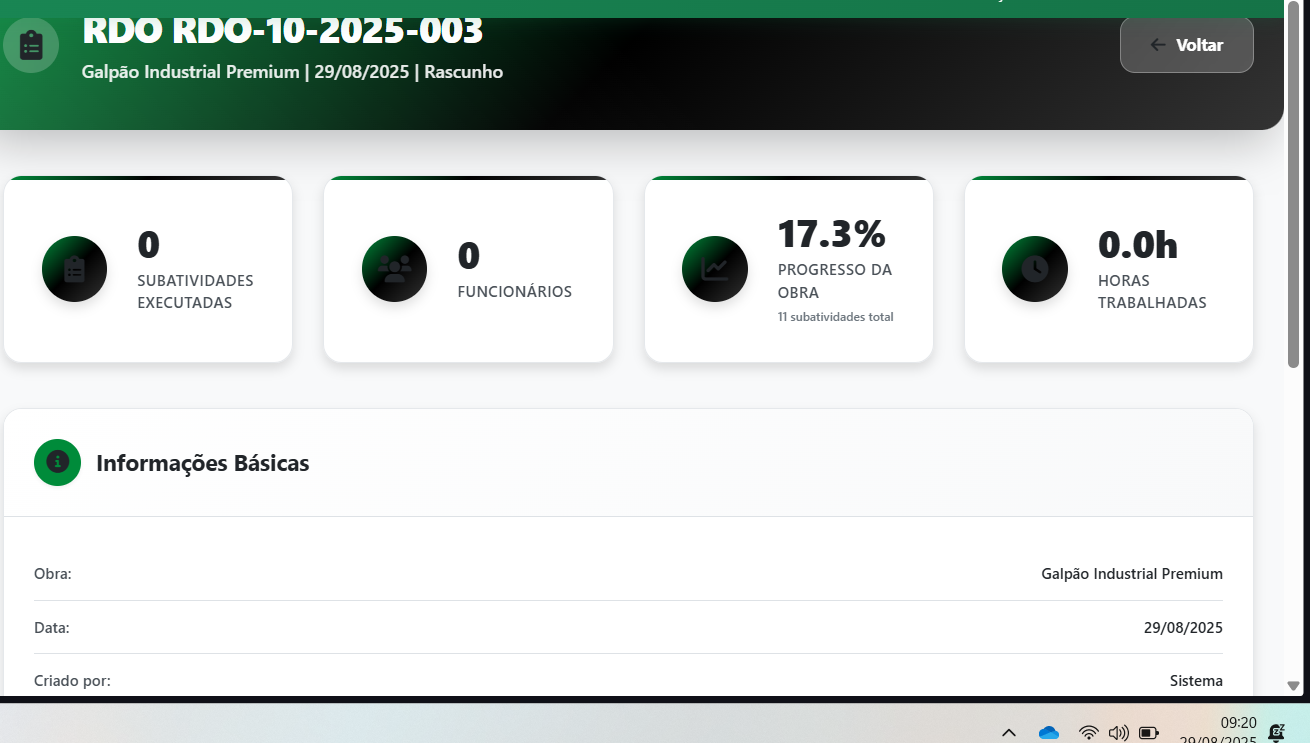 RDO RDO-10-2025-003
Galpão Industrial Premium | 29/08/2025 | Rascunho
Voltar
0
SUBATIVIDADES
EXECUTADAS
0
FUNCIONÁRIOS
17.3%
PROGRESSO DA
OBRA
11 subatividades total
0.0h
HORAS
TRABALHADAS
Informações Básicas
Obra:
Galpão Industrial Premium
Data:
29/08/2025
Criado por:
Sistema
09:20
29/08/2025